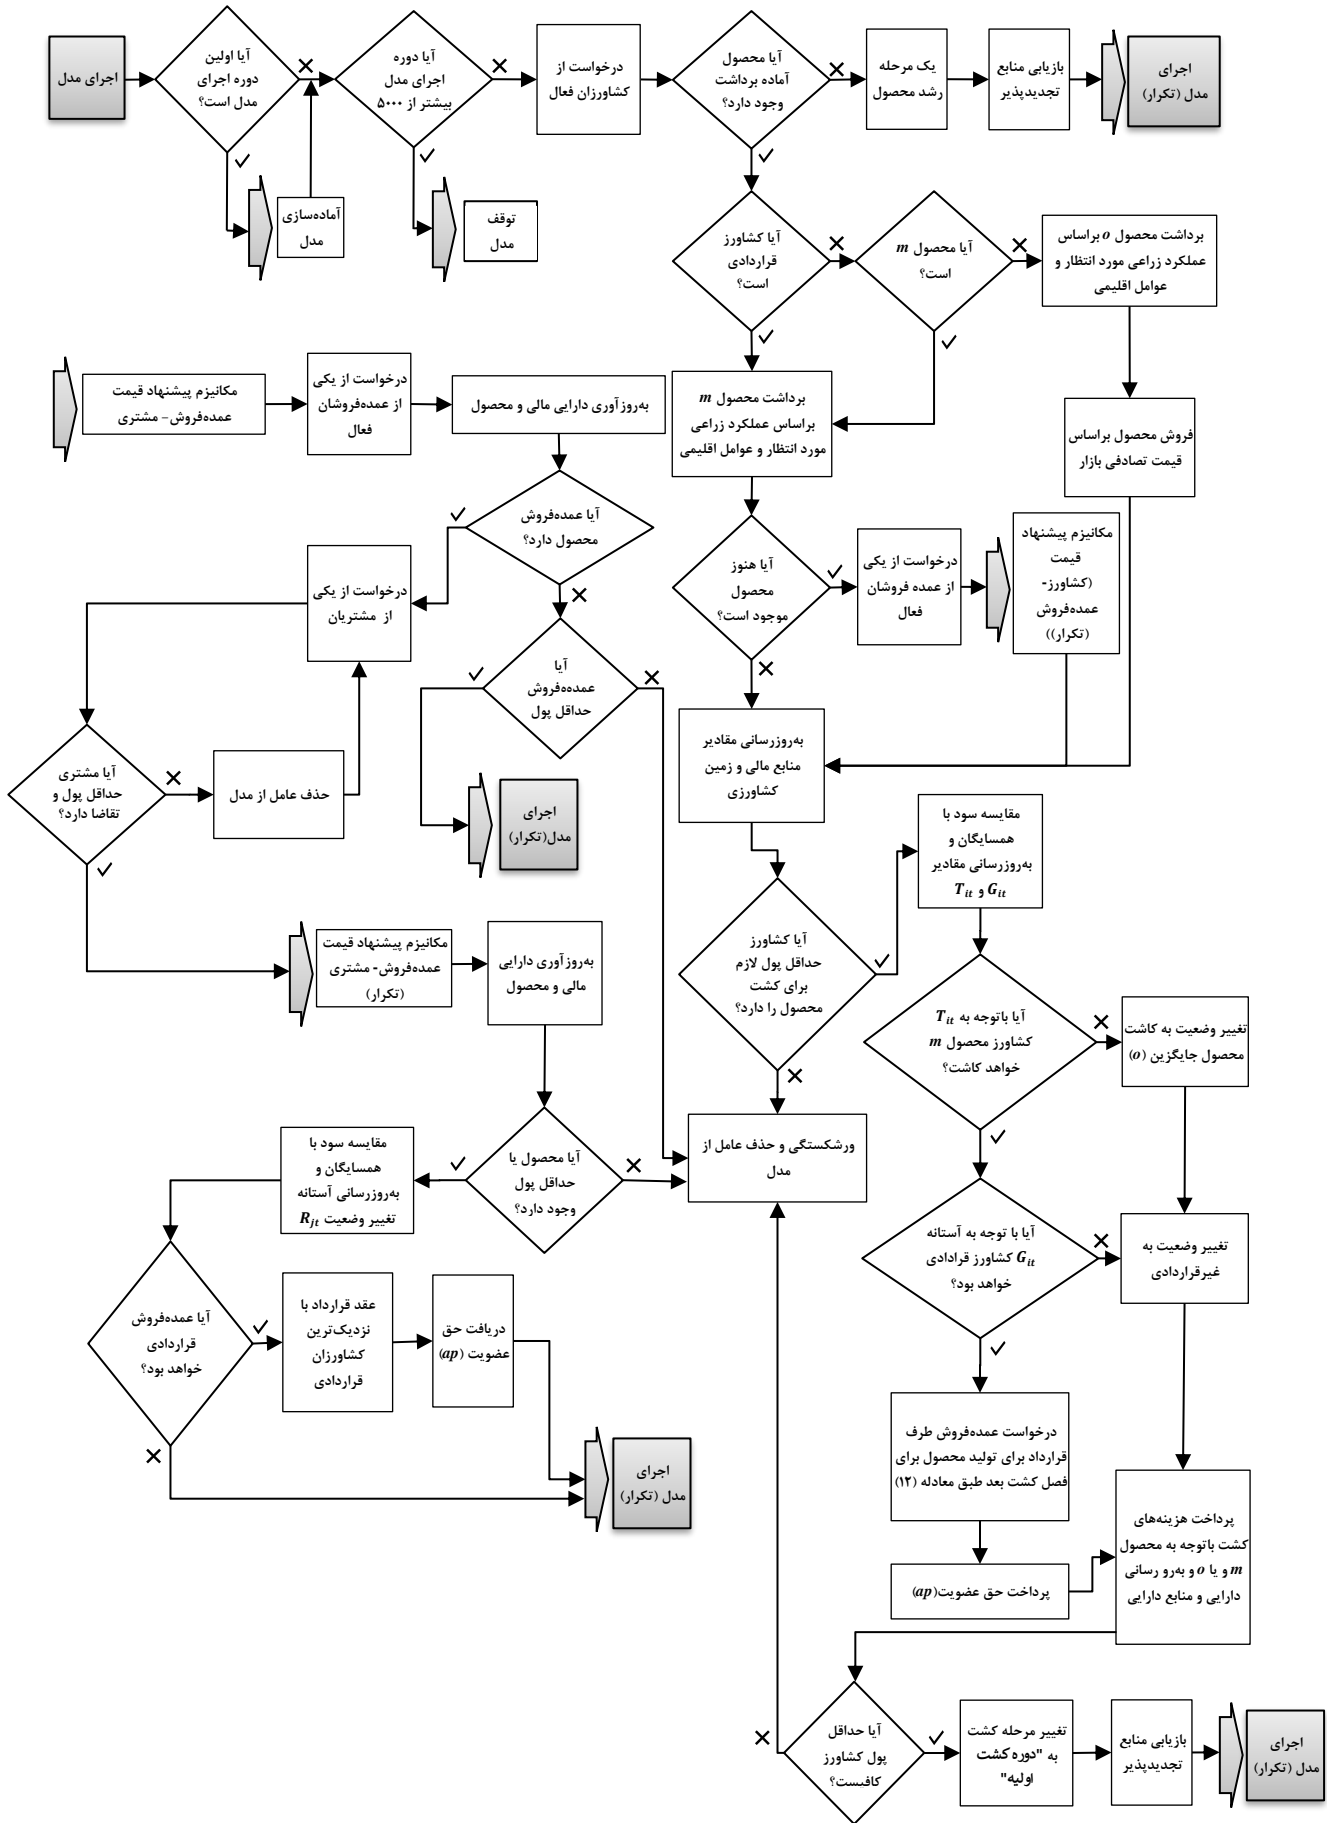 اجرای مدل
آیا اولین
دوره اجرای
مدل است؟
آیا دوره
اجرای مدل
بیشتر از ۵۰۰۰
درخواست از
کشاورزان فعال
آیا محصول
آماده برداشت
وجود دارد؟
یک مرحله
رشد محصول
بازیابی منابع
تجدیدپذیر
اجرای
مدل (تکرار)
آماده‌سازی
مدل
توقف
مدل
آیا کشاورز
قراردادی
است؟
آیا محصول m
است؟
برداشت محصول o براساس
عملکرد زراعی مورد انتظار و
عوامل اقلیمی
مکانیزم پیشنهاد قیمت
عمده‌فروش- مشتری
درخواست از یکی
از عمده‌فروشان
فعال
به‌روزآوری دارایی مالی و محصول
برداشت محصول m
براساس عملکرد زراعی
مورد انتظار و عوامل اقلیمی
فروش محصول براساس
قیمت تصادفی بازار
آیا عمده‌فروش
محصول دارد؟
آیا هنوز
محصول
موجود است؟
درخواست از یکی
از عمده فروشان
فعال
مکانیزم پیشنهاد
قیمت
(کشاورز-
عمده‌فروش
(تکرار))
درخواست از یکی
از مشتریان
آیا
عمدهه‌فروش
حداقل پول
به‌روزرسانی مقادیر
منابع مالی و زمین
کشاورزی
آیا مشتری
حداقل پول و
تقاضا دارد؟
حذف عامل از مدل
اجرای
مدل(تکرار)
مقایسه سود با
همسایگان و
به‌روزرسانی مقادیر
G_it و T_it
مکانیزم پیشنهاد قیمت
عمده‌فروش- مشتری
(تکرار)
به‌روزآوری دارایی
مالی و محصول
آیا کشاورز
حداقل پول لازم
برای کشت
محصول را دارد؟
آیا باتوجه به T_it
کشاورز محصول m
خواهد کاشت؟
تغییر وضعیت به کاشت
محصول جایگزین (o)
مقایسه سود با
همسایگان و
به‌روزرسانی آستانه
تغییر وضعیت R_jt
آیا محصول یا
حداقل پول
وجود دارد؟
ورشکستگی و حذف عامل از
مدل
آیا با توجه به آستانه
G_it کشاورز قرادادی
خواهد بود؟
تغییر وضعیت به
غیرقراردادی
آیا عمده‌فروش
قراردادی
خواهد بود؟
عقد قرارداد با
نزدیک‌ترین
کشاورزان
قراردادی
دریافت حق
عضویت (ap)
اجرای
مدل (تکرار)
درخواست عمده‌فروش طرف
قرارداد برای تولید محصول برای
فصل کشت بعد طبق معادله (۱۲)
پرداخت هزینه‌های
کشت باتوجه به محصول
m و یا o و به‌رو رسانی
دارایی و منابع دارایی
پرداخت حق عضویت(ap)
آیا حداقل
پول کشاورز
کافیست؟
تغییر مرحله کشت
به "دوره کشت
اولیه"
بازیابی منابع
تجدیدپذیر
اجرای
مدل (تکرار)